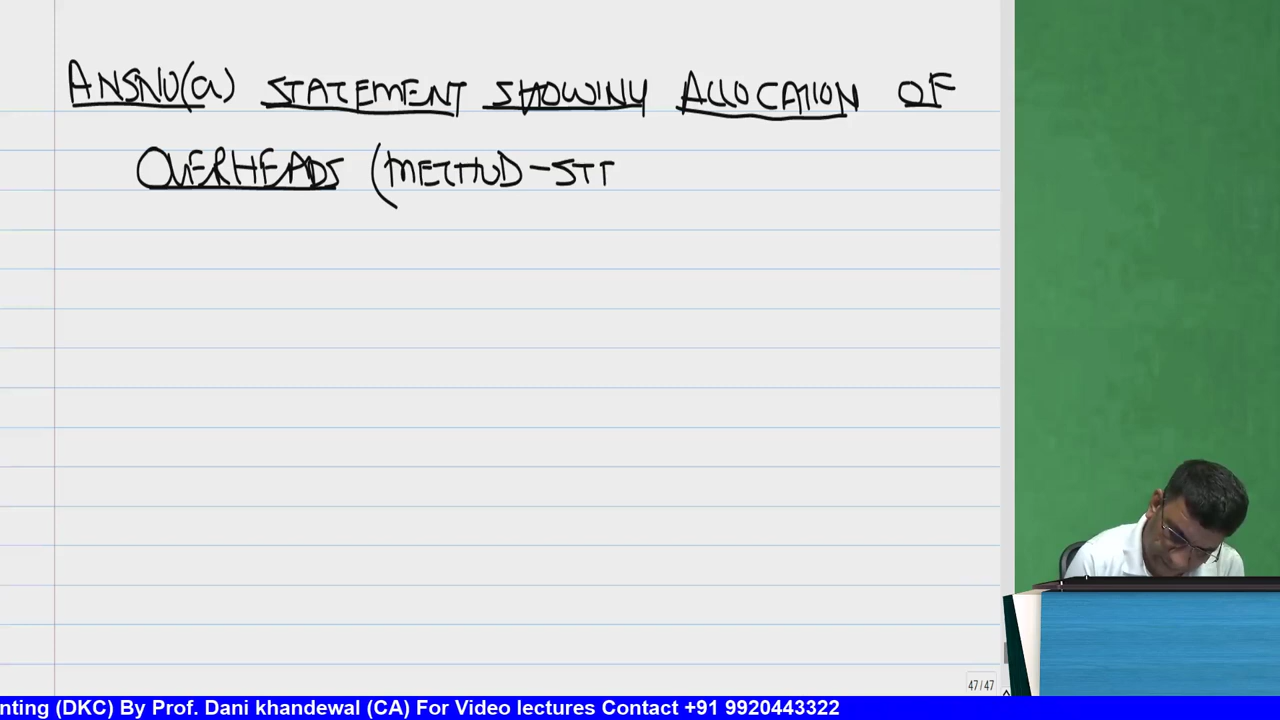 ANSNO(a) STATEMENT SHOWING ALLOCATION OF
OVERHEADS (METHOD-STE
47/47
nting (DKC) By Prof. Dani khandewal (CA) For Video lectures Contact +91 9920443322